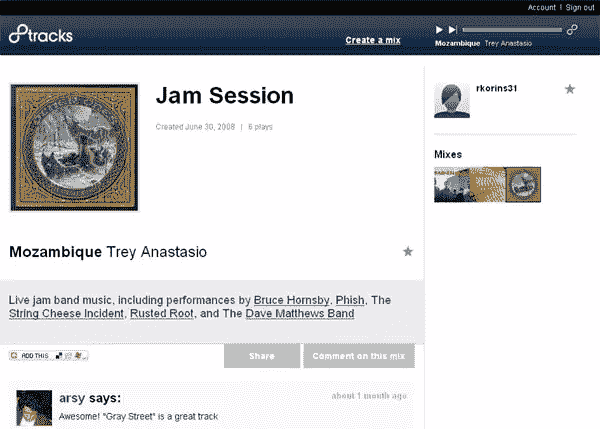 Account | Sign out
8tracks
Create a mix
Mozambique Trey Anastasio
Jam Session
Created June 30, 2008 | 6 plays
rkorins31
Mixes
Mozambique Trey Anastasio
Live jam band music, including performances by Bruce Hornsby, Phish, The
String Cheese Incident, Rusted Root, and The Dave Matthews Band
ADD THIS
Share
Comment on this mix
arsy says:
about 1 month ago
Awesome! "Gray Street" is a great track